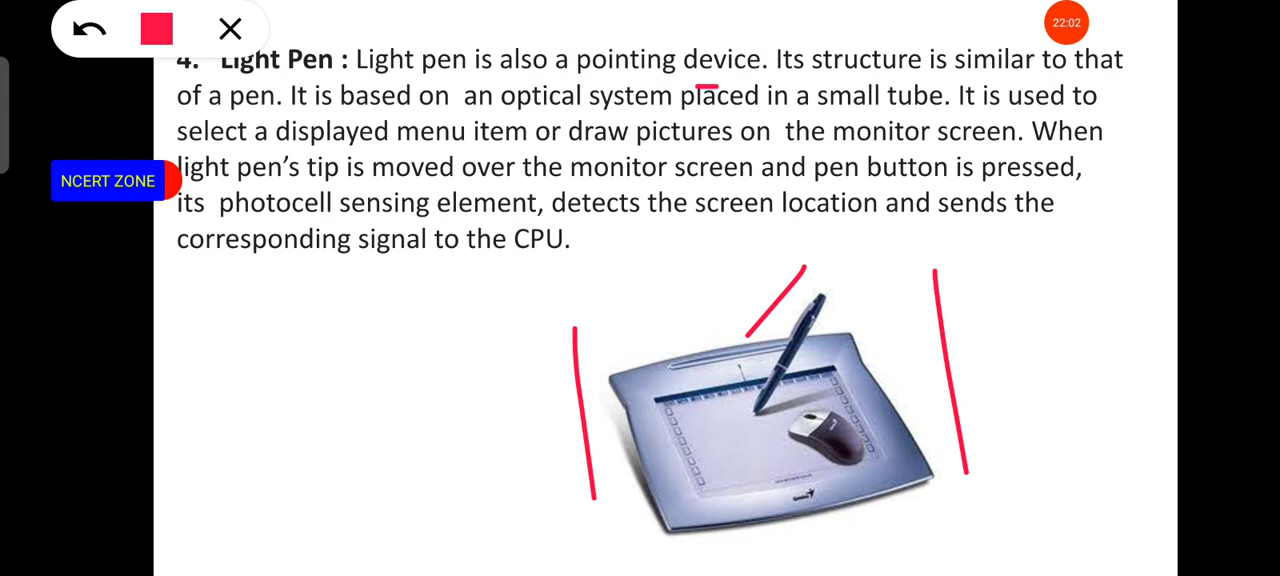 22:02
4. Light Pen : Light pen is also a pointing device. Its structure is similar to that
of a pen. It is based on an optical system placed in a small tube. It is used to
select a displayed menu item or draw pictures on the monitor screen. When
NCERT ZONE
light pen’s tip is moved over the monitor screen and pen button is pressed,
its photocell sensing element, detects the screen location and sends the
corresponding signal to the CPU.
Genius